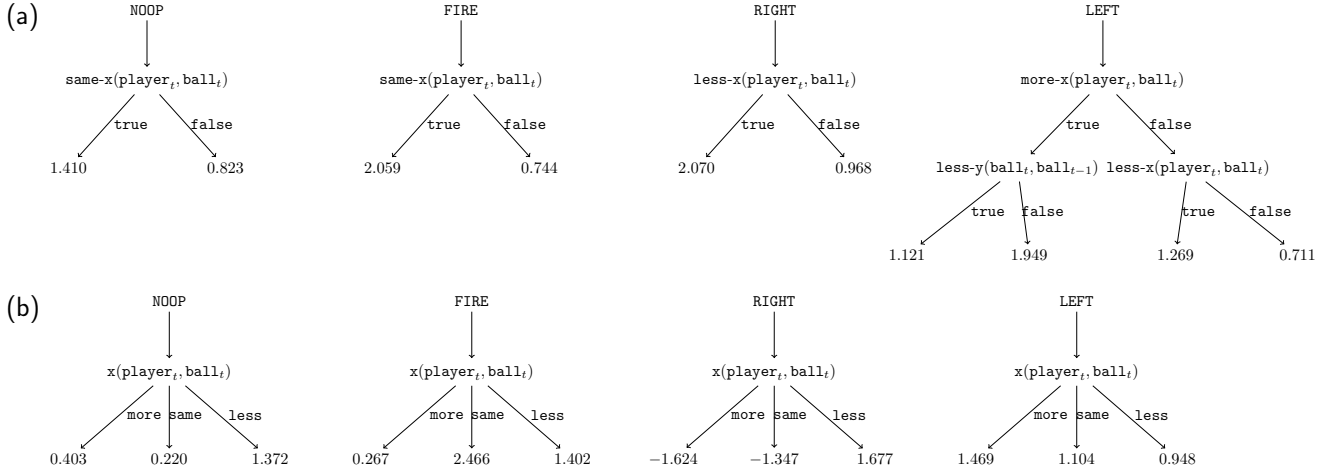 (a)
NOOP FIRE RIGHT LEFT
same-x(player_t, ball_t) same-x(player_t, ball_t) less-x(player_t, ball_t) more-x(player_t, ball_t)
true false true false true false true false
1.410 0.823 2.059 0.744 2.070 0.968 less-y(ball_t, ball_{t−1}) less-x(player_t, ball_t)
true false true false
1.121 1.949 1.269 0.711
(b)
NOOP FIRE RIGHT LEFT
x(player_t, ball_t) x(player_t, ball_t) x(player_t, ball_t) x(player_t, ball_t)
more same less more same less more same less more same less
0.403 0.220 1.372 0.267 2.466 1.402 −1.624 −1.347 1.677 1.469 1.104 0.948